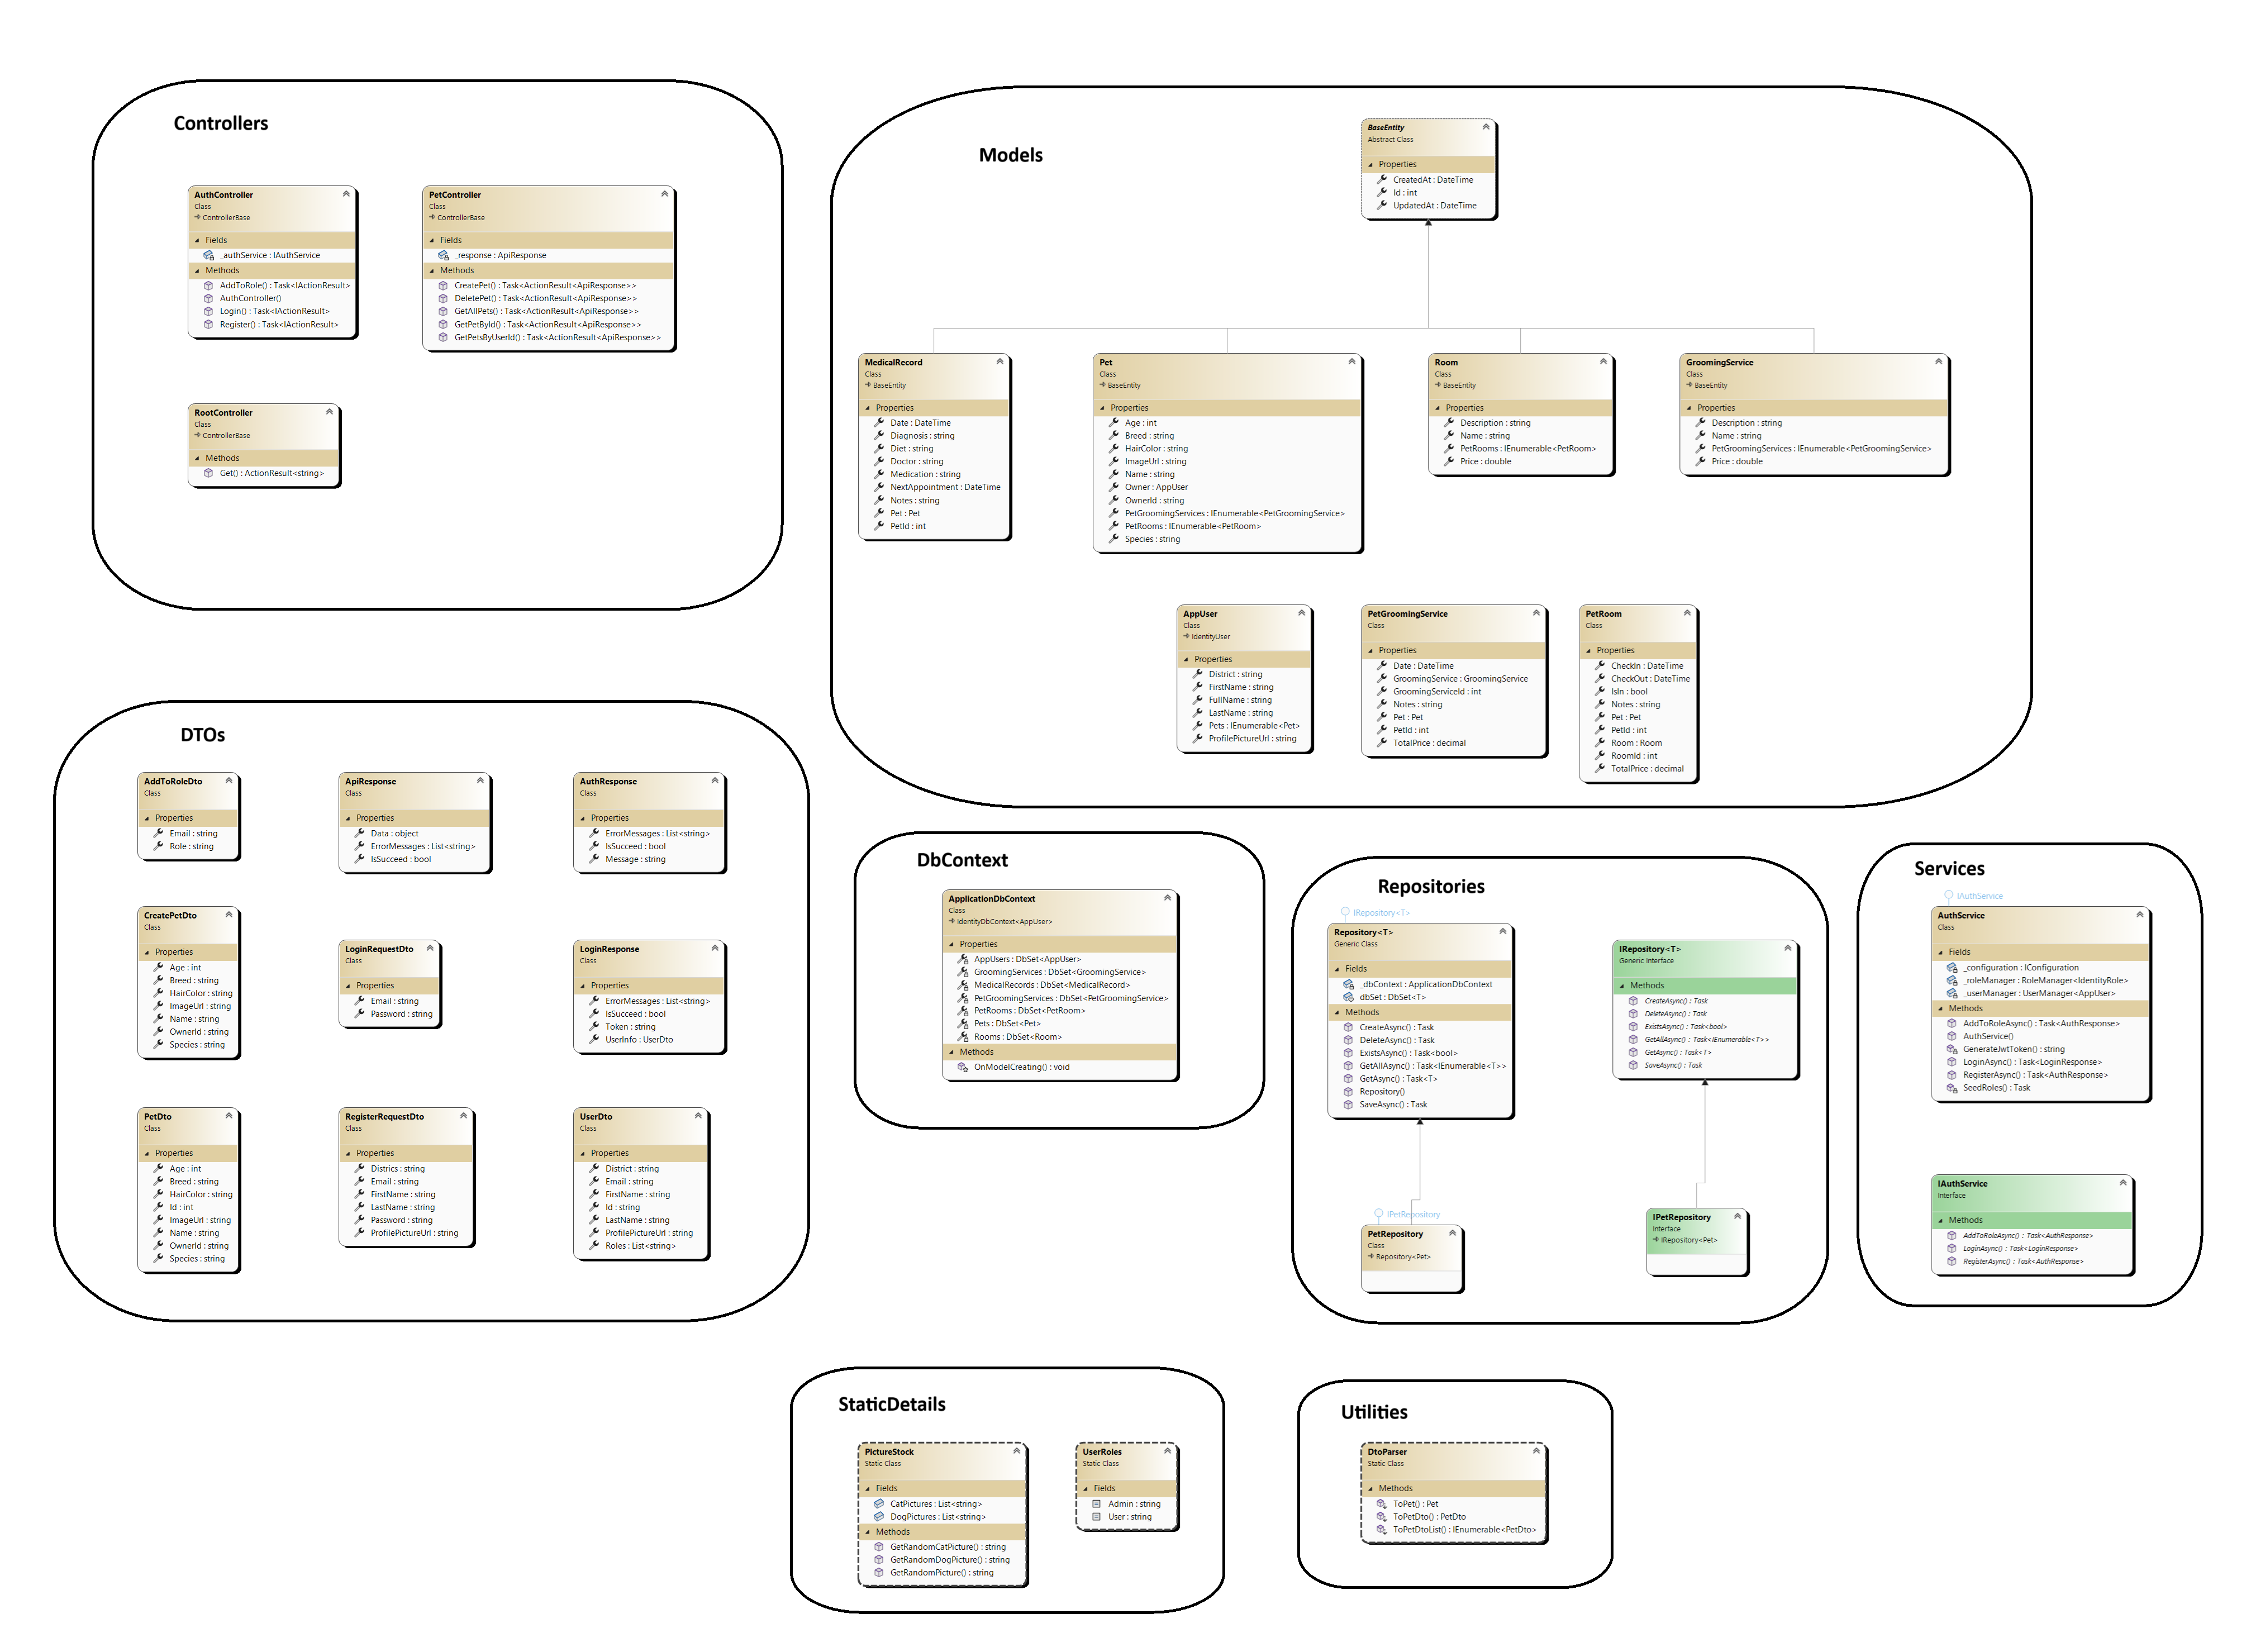 Controllers
AuthController
Class
ControllerBase
Fields
_authService : IAuthService
Methods
AddToRole() : Task<IActionResult>
AuthController()
Login() : Task<IActionResult>
Register() : Task<IActionResult>
PetController
Class
ControllerBase
Fields
_response : ApiResponse
Methods
CreatePet() : Task<ActionResult<ApiResponse>>
DeletePet() : Task<ActionResult<ApiResponse>>
GetAllPets() : Task<ActionResult<ApiResponse>>
GetPetById() : Task<ActionResult<ApiResponse>>
GetPetsByUserId() : Task<ActionResult<ApiResponse>>
RootController
Class
ControllerBase
Methods
Get() : ActionResult<string>
Models
BaseEntity
Abstract Class
Properties
CreatedAt : DateTime
Id : int
UpdatedAt : DateTime
MedicalRecord
Class
BaseEntity
Properties
Date : DateTime
Diagnosis : string
Diet : string
Doctor : string
Medication : string
NextAppointment : DateTime
Notes : string
Pet : Pet
PetId : int
Pet
Class
BaseEntity
Properties
Age : int
Breed : string
HairColor : string
ImageUrl : string
Name : string
Owner : AppUser
OwnerId : string
PetGroomingServices : IEnumerable<PetGroomingService>
PetRooms : IEnumerable<PetRoom>
Species : string
Room
Class
BaseEntity
Properties
Description : string
Name : string
PetRooms : IEnumerable<PetRoom>
Price : double
GroomingService
Class
BaseEntity
Properties
Description : string
Name : string
PetGroomingServices : IEnumerable<PetGroomingService>
Price : double
AppUser
Class
IdentityUser
Properties
District : string
FirstName : string
FullName : string
LastName : string
Pets : IEnumerable<Pet>
ProfilePictureUrl : string
PetGroomingService
Class
Properties
Date : DateTime
GroomingService : GroomingService
GroomingServiceId : int
Notes : string
Pet : Pet
PetId : int
TotalPrice : decimal
PetRoom
Class
Properties
CheckIn : DateTime
CheckOut : DateTime
IsIn : bool
Notes : string
Pet : Pet
PetId : int
Room : Room
RoomId : int
TotalPrice : decimal
DTOs
AddToRoleDto
Class
Properties
Email : string
Role : string
ApiResponse
Class
Properties
Data : object
ErrorMessages : List<string>
IsSucceed : bool
AuthResponse
Class
Properties
ErrorMessages : List<string>
IsSucceed : bool
Message : string
CreatePetDto
Class
Properties
Age : int
Breed : string
HairColor : string
ImageUrl : string
Name : string
OwnerId : string
Species : string
LoginRequestDto
Class
Properties
Email : string
Password : string
LoginResponse
Class
Properties
ErrorMessages : List<string>
IsSucceed : bool
Token : string
UserInfo : UserDto
PetDto
Class
Properties
Age : int
Breed : string
HairColor : string
Id : int
ImageUrl : string
Name : string
OwnerId : string
Species : string
RegisterRequestDto
Class
Properties
Districs : string
Email : string
FirstName : string
LastName : string
Password : string
ProfilePictureUrl : string
UserDto
Class
Properties
District : string
Email : string
FirstName : string
Id : string
LastName : string
ProfilePictureUrl : string
Roles : List<string>
DbContext
ApplicationDbContext
Class
IdentityDbContext<AppUser>
Properties
AppUsers : DbSet<AppUser>
GroomingServices : DbSet<GroomingService>
MedicalRecords : DbSet<MedicalRecord>
PetGroomingServices : DbSet<PetGroomingService>
PetRooms : DbSet<PetRoom>
Pets : DbSet<Pet>
Rooms : DbSet<Room>
Methods
OnModelCreating() : void
Repositories
IRepository<T>
Repository<T>
Generic Class
Fields
_dbContext : ApplicationDbContext
dbSet : DbSet<T>
Methods
CreateAsync() : Task
DeleteAsync() : Task
ExistsAsync() : Task<bool>
GetAllAsync() : Task<IEnumerable<T>>
GetAsync() : Task<T>
Repository()
SaveAsync() : Task
IRepository<T>
Generic Interface
Methods
CreateAsync() : Task
DeleteAsync() : Task
ExistsAsync() : Task<bool>
GetAllAsync() : Task<IEnumerable<T>>
GetAsync() : Task<T>
SaveAsync() : Task
IPetRepository
PetRepository
Class
Repository<Pet>
IPetRepository
Interface
IRepository<Pet>
Services
IAuthService
AuthService
Class
Fields
_configuration : IConfiguration
_roleManager : RoleManager<IdentityRole>
_userManager : UserManager<AppUser>
Methods
AddToRoleAsync() : Task<AuthResponse>
AuthService()
GenerateJwtToken() : string
LoginAsync() : Task<LoginResponse>
RegisterAsync() : Task<AuthResponse>
SeedRoles() : Task
IAuthService
Interface
Methods
AddToRoleAsync() : Task<AuthResponse>
LoginAsync() : Task<LoginResponse>
RegisterAsync() : Task<AuthResponse>
StaticDetails
PictureStock
Static Class
Fields
CatPictures : List<string>
DogPictures : List<string>
Methods
GetRandomCatPicture() : string
GetRandomDogPicture() : string
GetRandomPicture() : string
UserRoles
Static Class
Fields
Admin : string
User : string
Utilities
DtoParser
Static Class
Methods
ToPet() : Pet
ToPetDto() : PetDto
ToPetDtoList() : IEnumerable<PetDto>